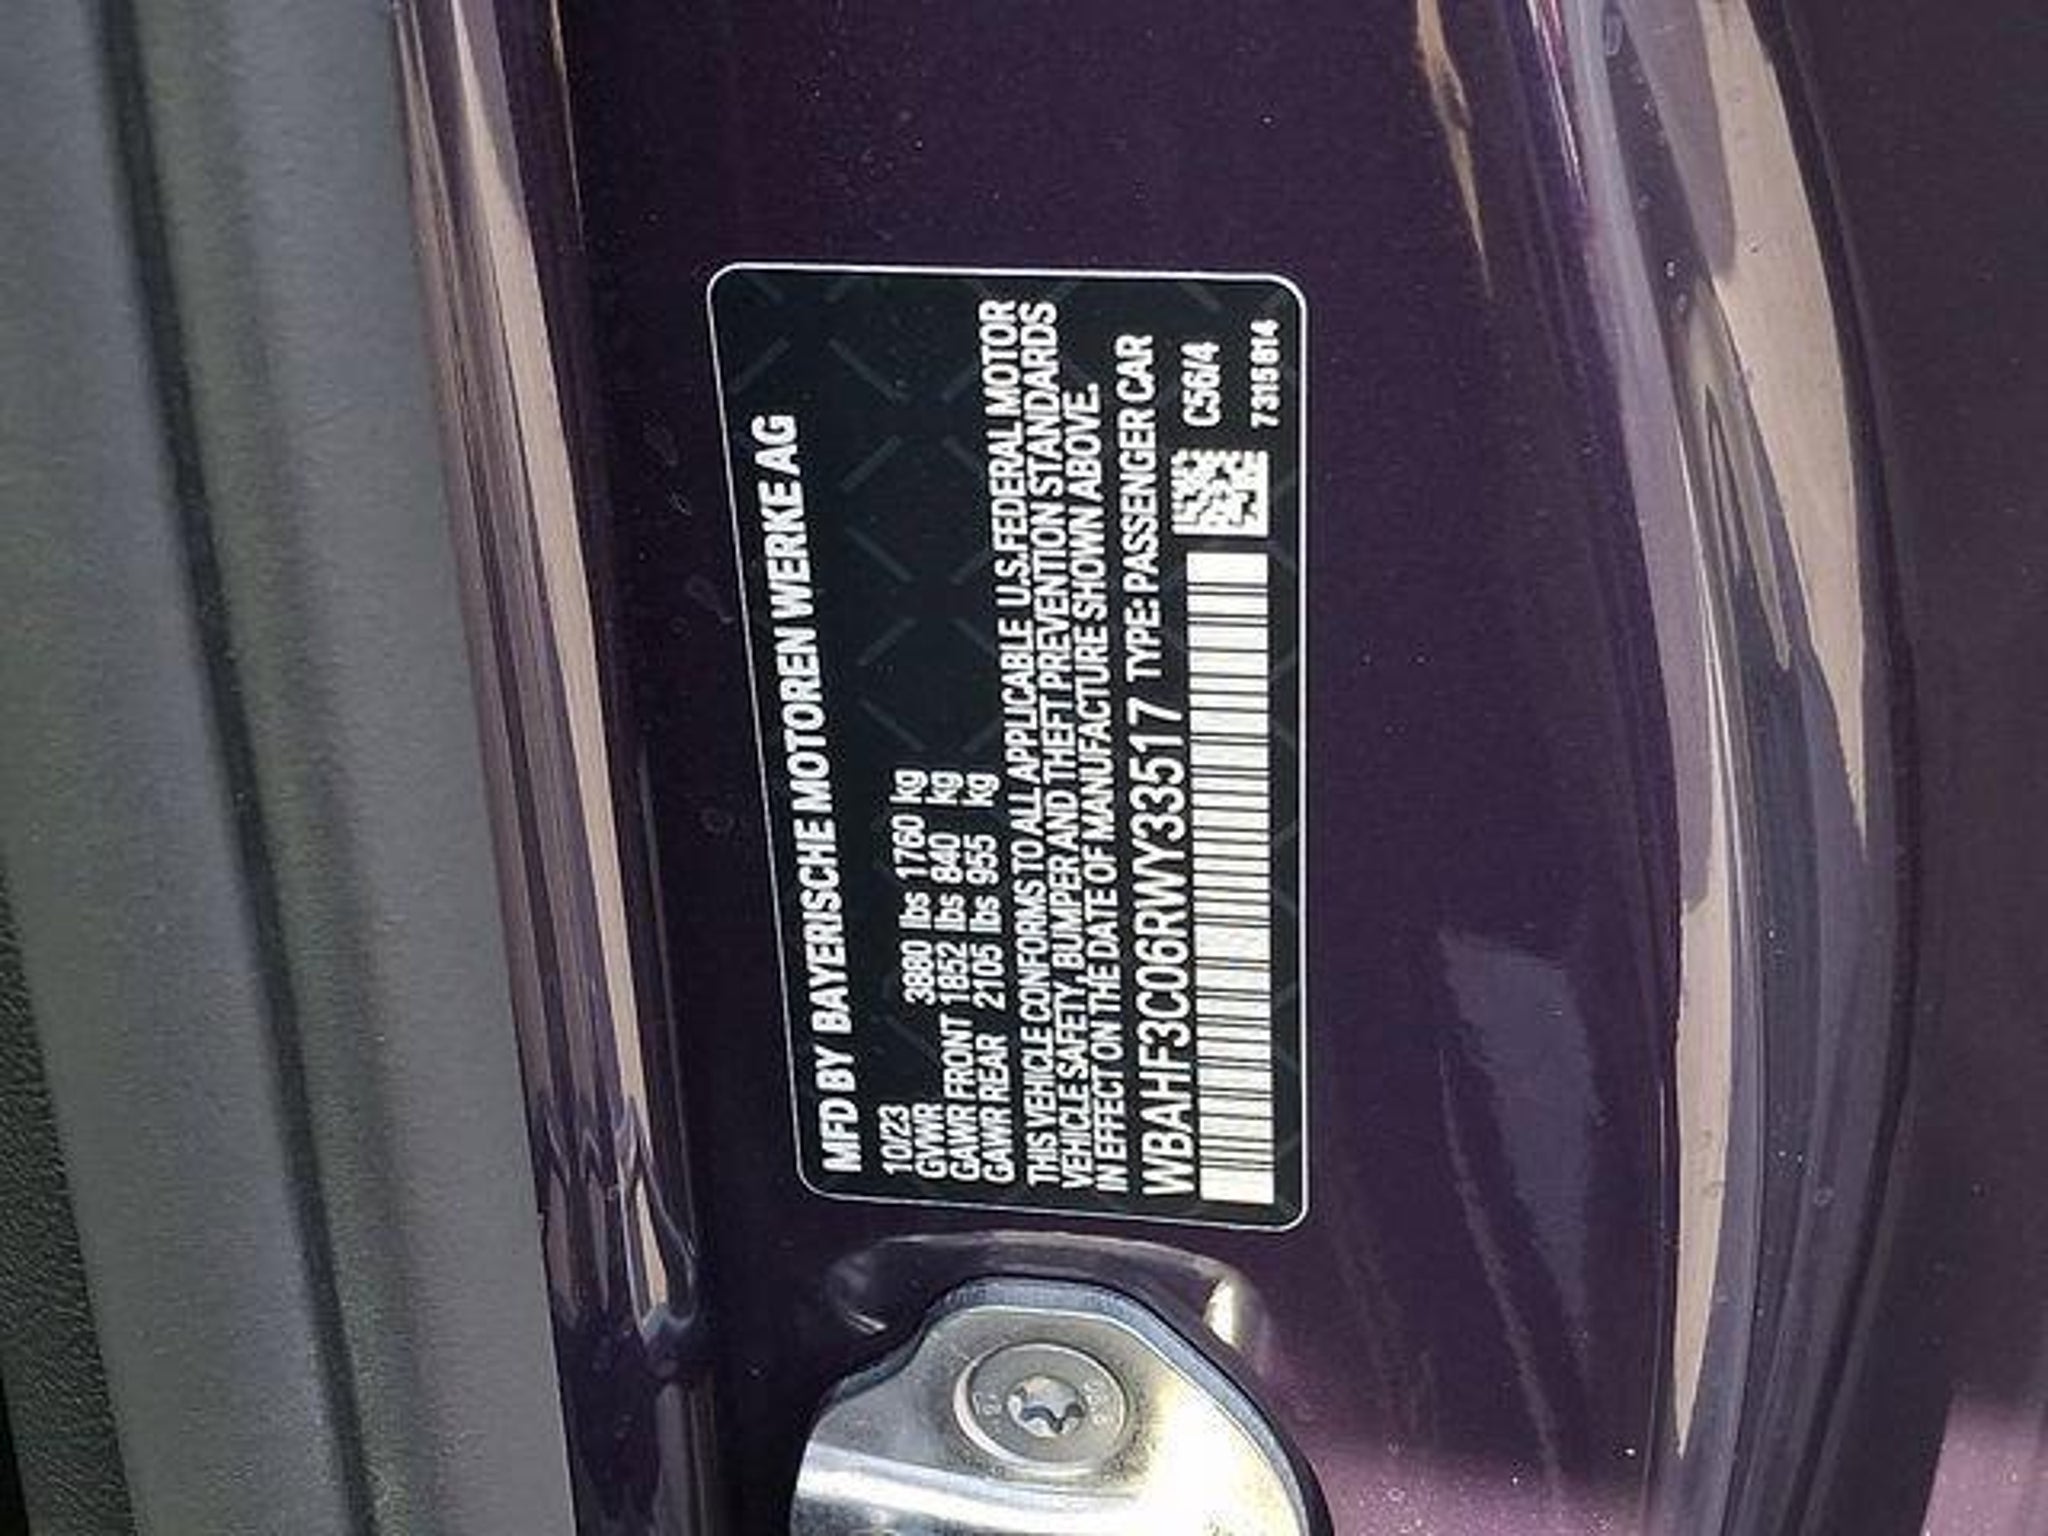 MFD BY BAYERISCHE MOTOREN WERKE AG
10/23
GVWR 3880 lbs 1760 kg
GAWR FRONT 1852 lbs 840 kg
GAWR REAR 2105 lbs 955 kg
THIS VEHICLE CONFORMS TO ALL APPLICABLE U.S.FEDERAL MOTOR
VEHICLE SAFETY, BUMPER AND THEFT PREVENTION STANDARDS
IN EFFECT ON THE DATE OF MANUFACTURE SHOWN ABOVE.
WBAHF3C06RWY33517 TYPE: PASSENGER CAR
C56/4
7315614